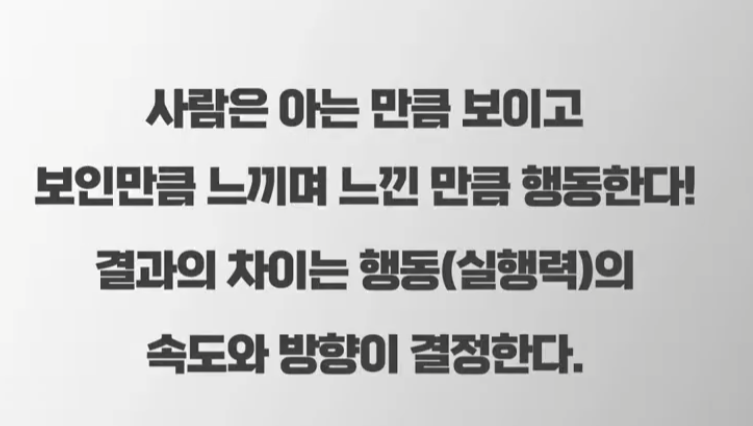 사람은 아는 만큼 보이고
보인만큼 느끼며 느낀 만큼 행동한다!
결과의 차이는 행동(실행력)의
속도와 방향이 결정한다.